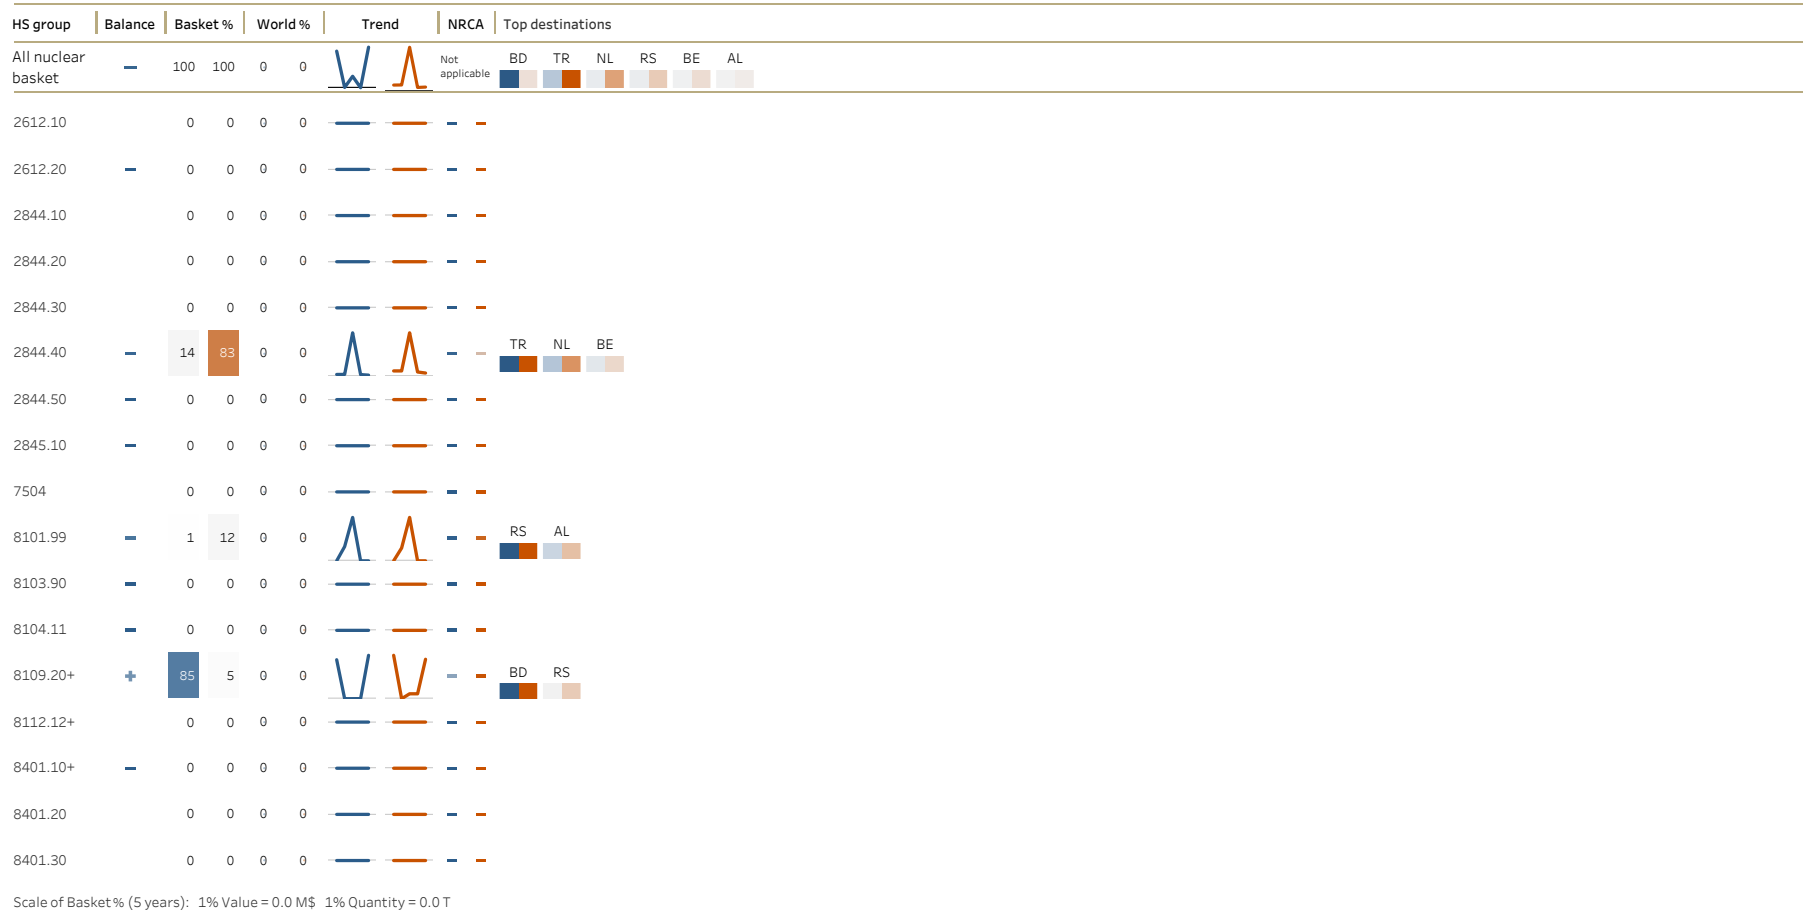 HS group Balance Basket % World % Trend NRCA Top destinations
All nuclear basket 100 100 0 0 Not applicable BD TR NL RS BE AL
2612.10 0 0 0 0
2612.20 0 0 0 0
2844.10 0 0 0 0
2844.20 0 0 0 0
2844.30 0 0 0 0
2844.40 14 83 0 0 TR NL BE
2844.50 0 0 0 0
2845.10 0 0 0 0
7504 0 0 0 0
8101.99 1 12 0 0 RS AL
8103.90 0 0 0 0
8104.11 0 0 0 0
8109.20+ 85 5 0 0 BD RS
8112.12+ 0 0 0 0
8401.10+ 0 0 0 0
8401.20 0 0 0 0
8401.30 0 0 0 0
Scale of Basket% (5 years): 1% Value = 0.0 M$ 1% Quantity = 0.0 T